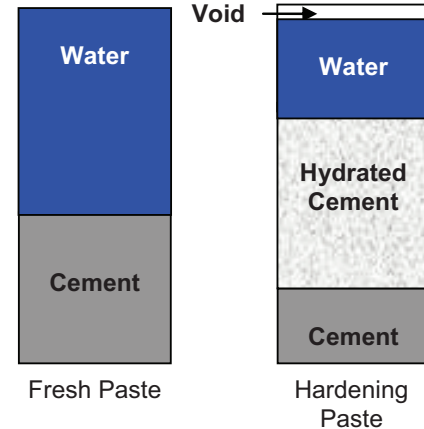 Void
Water
Cement
Fresh Paste
Water
Hydrated
Cement
Cement
Hardening
Paste